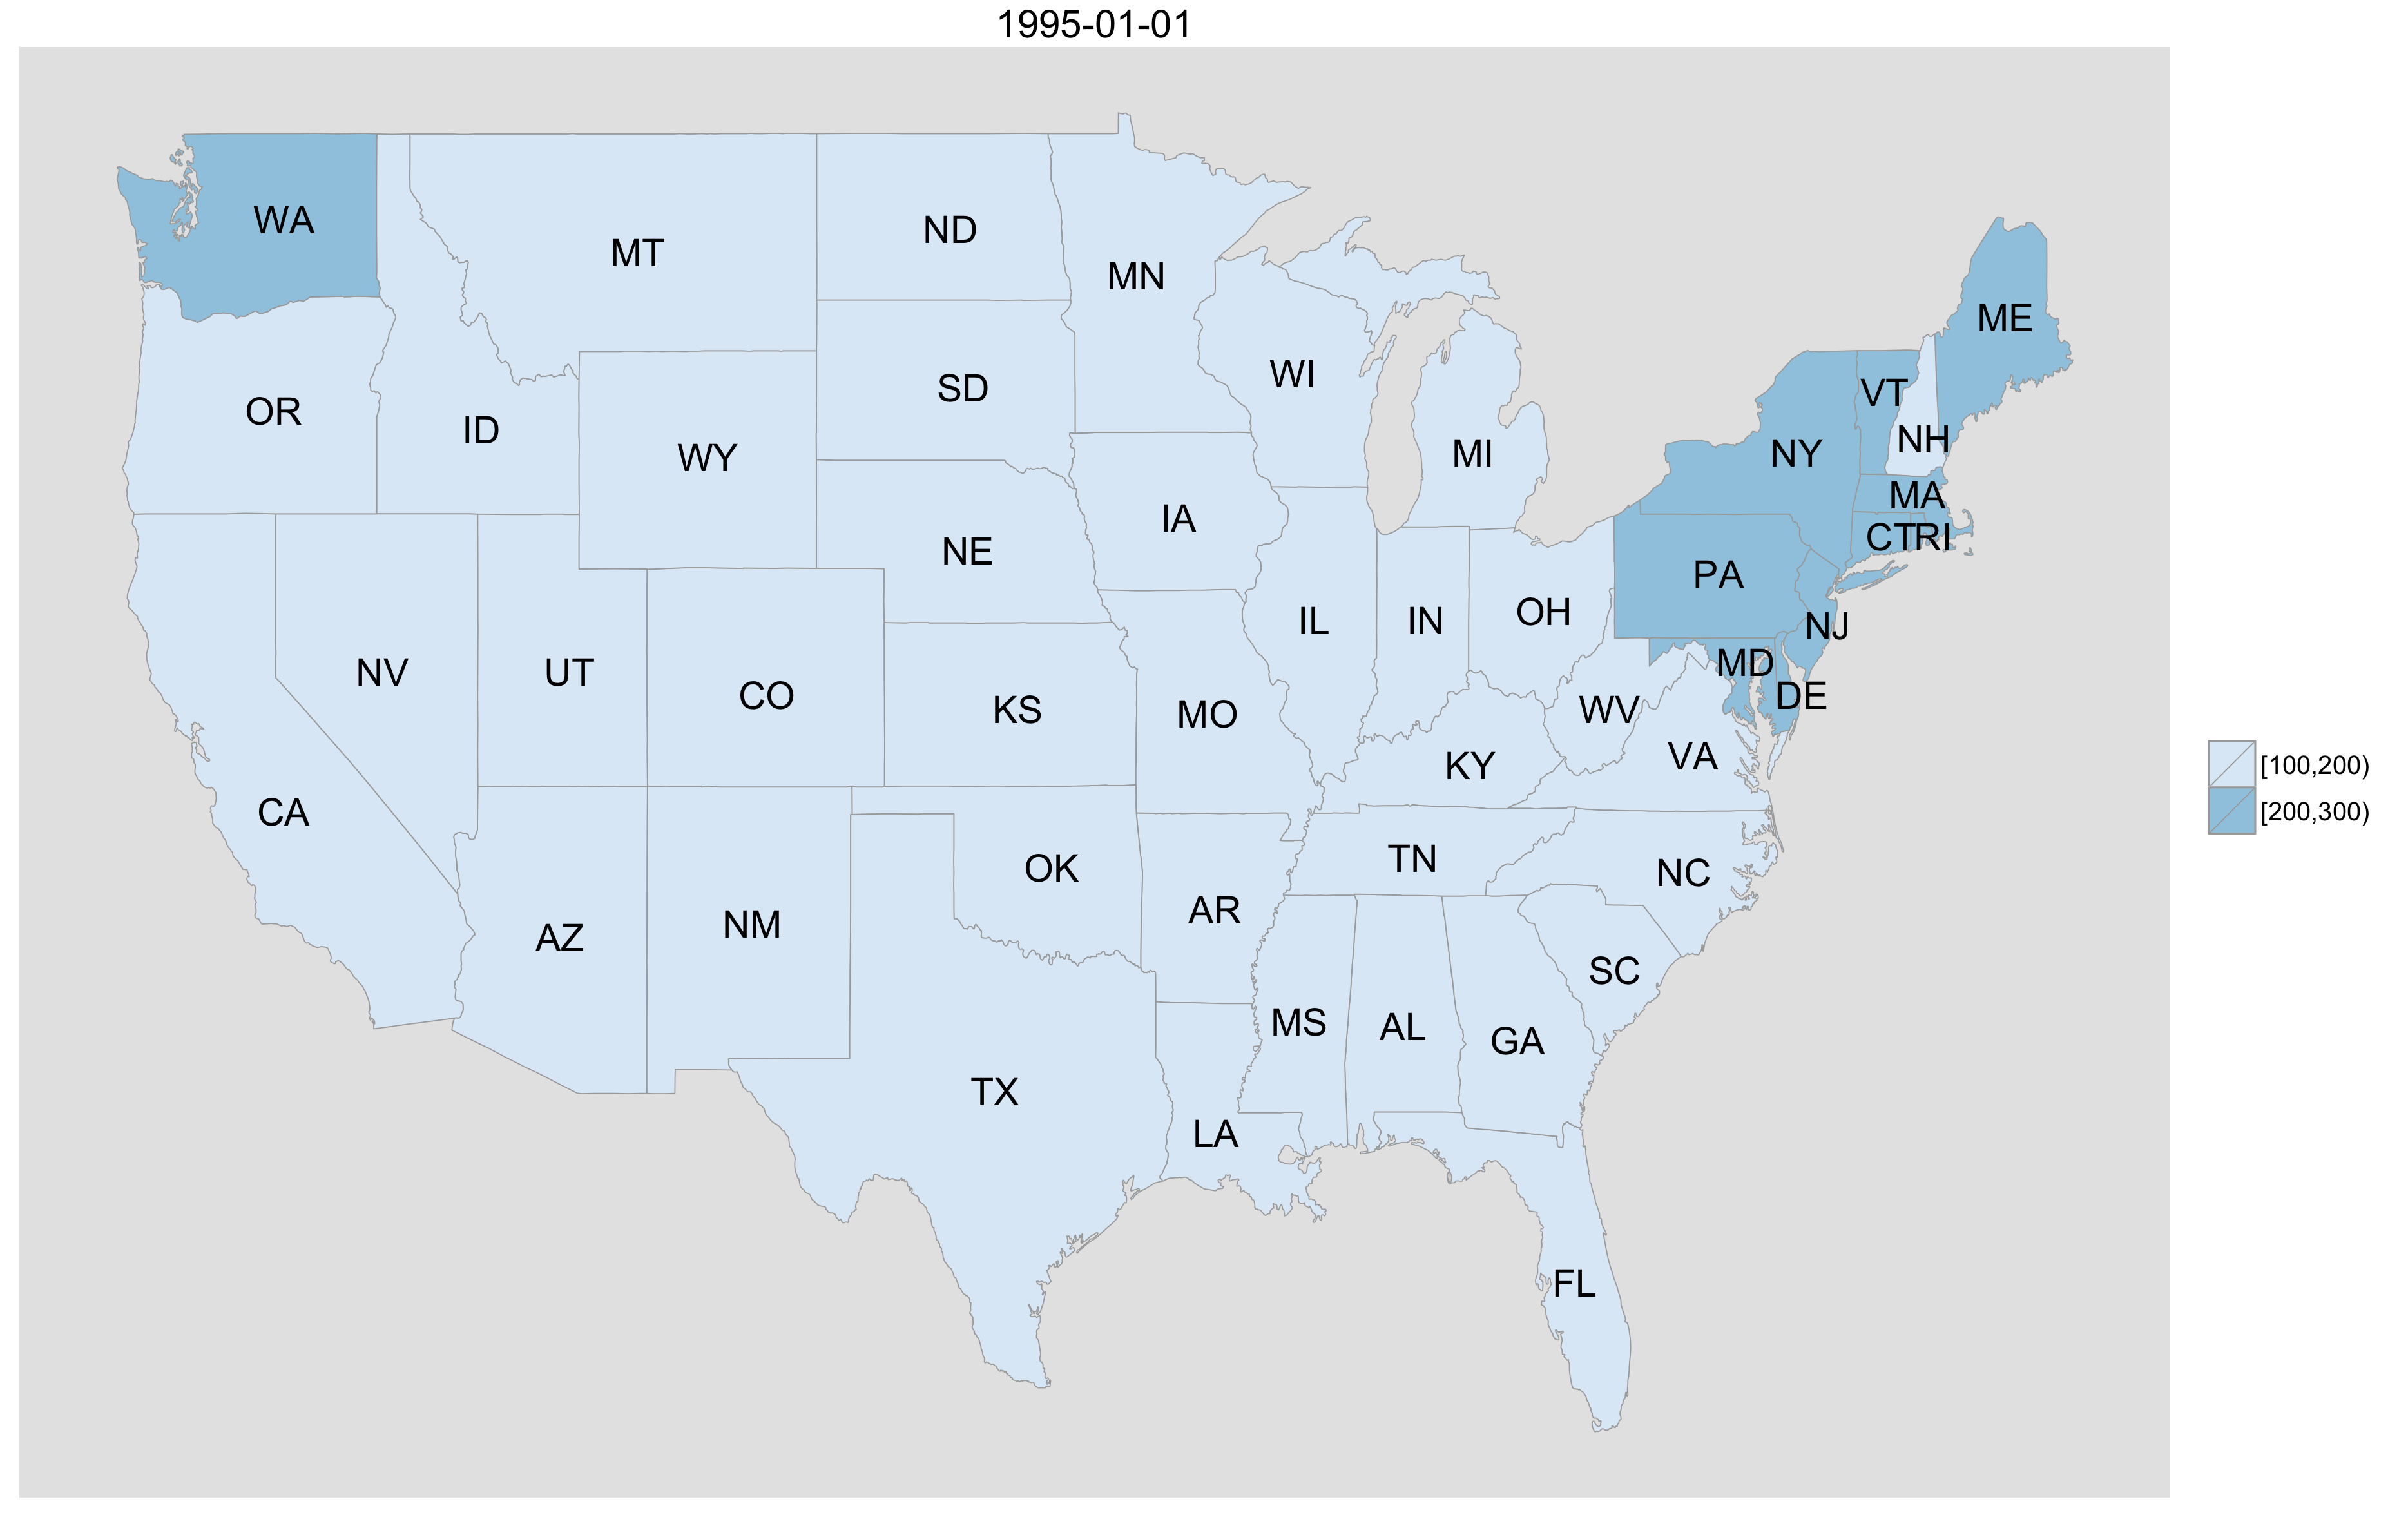 1995-01-01
WA
MT
ND
MN
ME
OR
ID
WY
SD
WI
MI
NY
VT
NH
MA
CT
RI
NE
IA
PA
NJ
NV
UT
CO
KS
MO
IL
IN
OH
WV
MD
DE
VA
KY
CA
AZ
NM
OK
AR
TN
NC
SC
TX
LA
MS
AL
GA
FL
[100,200)
[200,300)